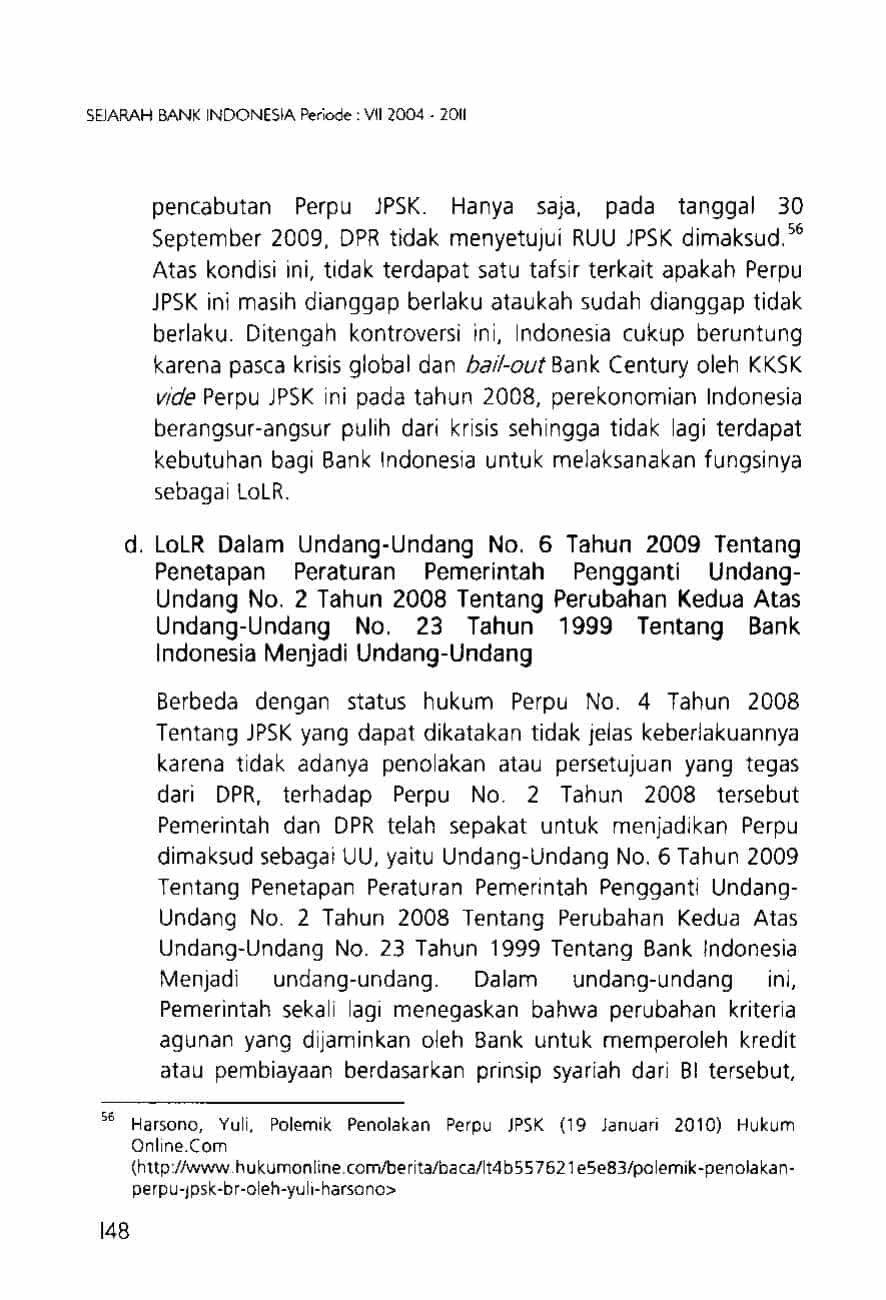 SEJARAH BANK INDONESIA Periode : VII 2004 - 2011
pencabutan Perpu JPSK. Hanya saja, pada tanggal 30
September 2009, DPR tidak menyetujui RUU JPSK dimaksud.56
Atas kondisi ini, tidak terdapat satu tafsir terkait apakah Perpu
JPSK ini masih dianggap berlaku ataukah sudah dianggap tidak
berlaku. Ditengah kontroversi ini, Indonesia cukup beruntung
karena pasca krisis global dan bail-out Bank Century oleh KKSK
vide Perpu JPSK ini pada tahun 2008, perekonomian Indonesia
berangsur-angsur pulih dari krisis sehingga tidak lagi terdapat
kebutuhan bagi Bank Indonesia untuk melaksanakan fungsinya
sebagai LoLR.
d. LoLR Dalam Undang-Undang No. 6 Tahun 2009 Tentang
Penetapan Peraturan Pemerintah Pengganti Undang-
Undang No. 2 Tahun 2008 Tentang Perubahan Kedua Atas
Undang-Undang No. 23 Tahun 1999 Tentang Bank
Indonesia Menjadi Undang-Undang
Berbeda dengan status hukum Perpu No. 4 Tahun 2008
Tentang JPSK yang dapat dikatakan tidak jelas keberlakuannya
karena tidak adanya penolakan atau persetujuan yang tegas
dari DPR, terhadap Perpu No. 2 Tahun 2008 tersebut
Pemerintah dan DPR telah sepakat untuk menjadikan Perpu
dimaksud sebagai UU, yaitu Undang-Undang No. 6 Tahun 2009
Tentang Penetapan Peraturan Pemerintah Pengganti Undang-
Undang No. 2 Tahun 2008 Tentang Perubahan Kedua Atas
Undang-Undang No. 23 Tahun 1999 Tentang Bank Indonesia
Menjadi undang-undang. Dalam undang-undang ini,
Pemerintah sekali lagi menegaskan bahwa perubahan kriteria
agunan yang dijaminkan oleh Bank untuk memperoleh kredit
atau pembiayaan berdasarkan prinsip syariah dari BI tersebut,
56 Harsono, Yuli, Polemik Penolakan Perpu JPSK (19 Januari 2010) Hukum
Online.Com
(http://www.hukumonline.com/berita/baca/lt4b557621e5e83/polemik-penolakan-
perpu-jpsk-br-oleh-yuli-harsono>
148